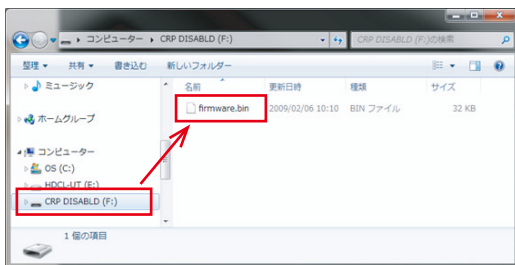 コンピューター CRP DISABLD (F:)
CRP DISABLD (F:)の検索
整理 共有 書き込む 新しいフォルダー
ミュージック
ホームグループ
コンピューター
OS (C:)
HDCL-UT (E:)
CRP DISABLD (F:)
名前 更新日時 種類 サイズ
firmware.bin 2009/02/06 10:10 BIN ファイル 32 KB
1 個の項目